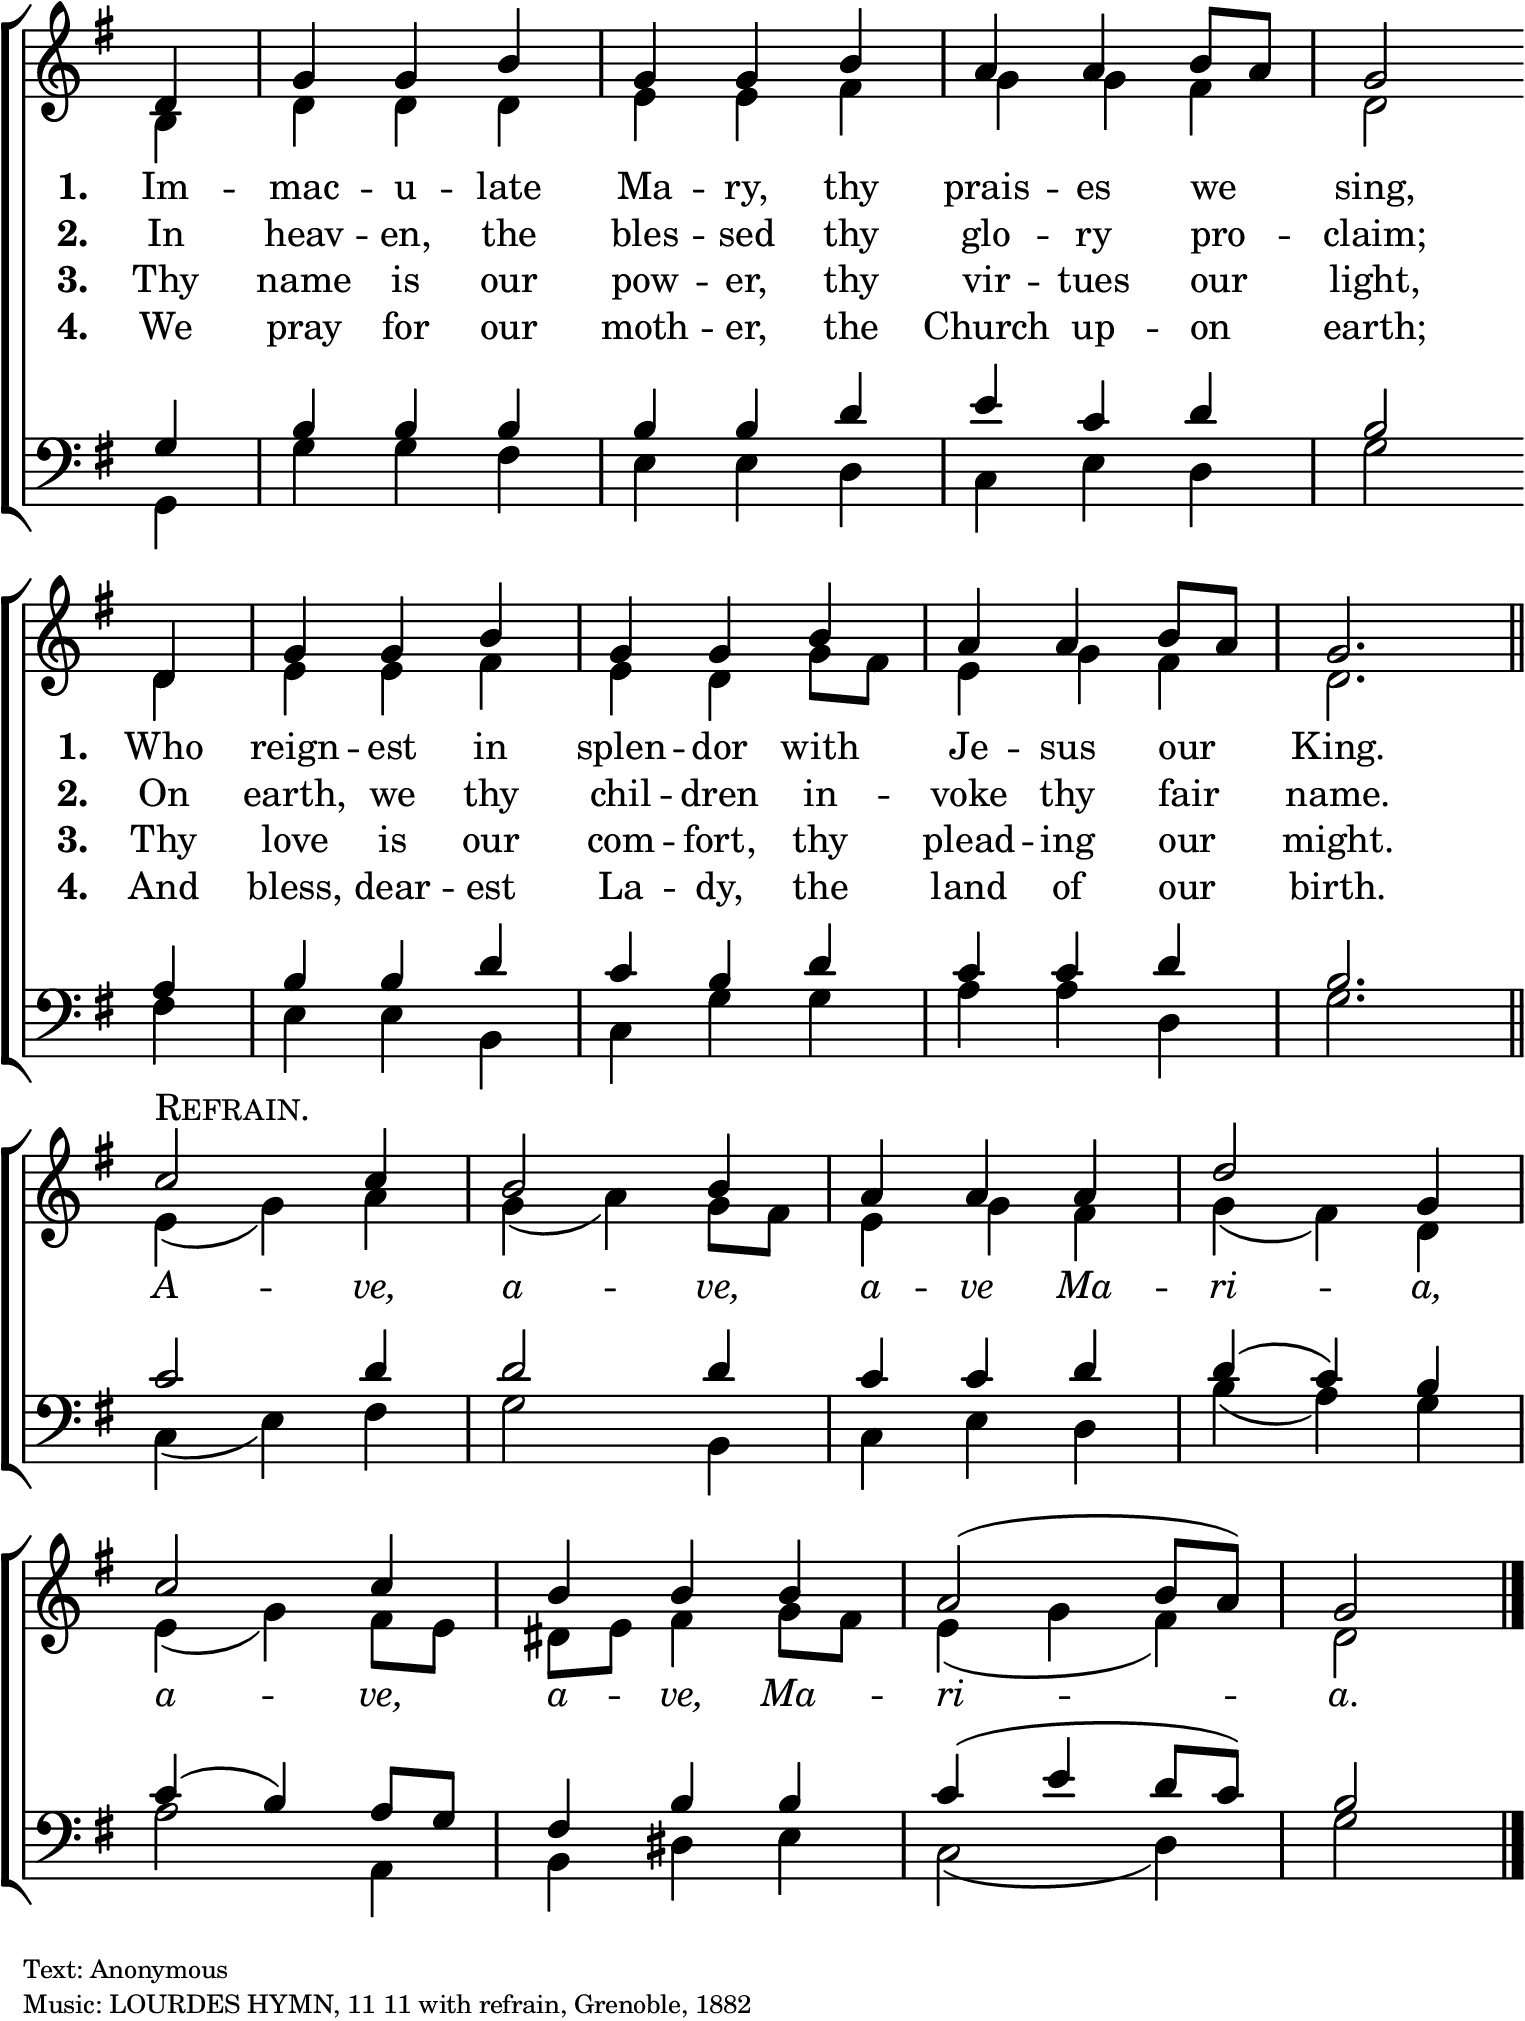 1. Im -- mac -- u -- late Ma -- ry, thy prais -- es we sing,
2. In heav -- en, the bles -- sed thy glo -- ry pro -- claim;
3. Thy name is our pow -- er, thy vir -- tues our light,
4. We pray for our moth -- er, the Church up -- on earth;
1. Who reign -- est in splen -- dor with Je -- sus our King.
2. On earth, we thy chil -- dren in -- voke thy fair name.
3. Thy love is our com -- fort, thy plead -- ing our might.
4. And bless, dear -- est La -- dy, the land of our birth.
REFRAIN.
A -- ve, a -- ve, a -- ve Ma -- ri -- a,
a -- ve, a -- ve, Ma -- ri -- -- a.
Text: Anonymous
Music: LOURDES HYMN, 11 11 with refrain, Grenoble, 1882